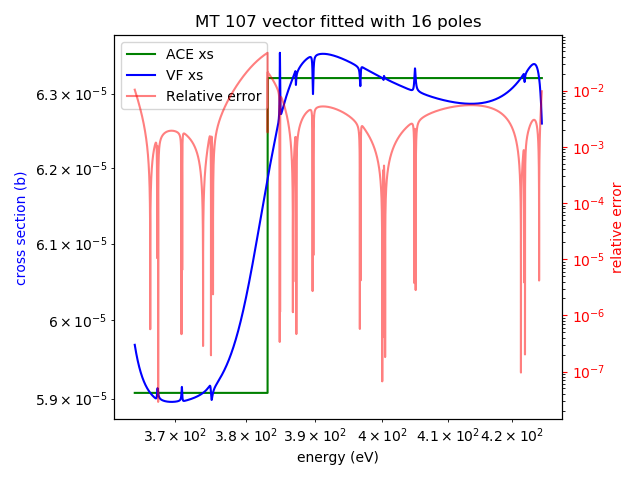 MT 107 vector fitted with 16 poles
ACE xs
VF xs
Relative error
6.3 × 10⁻⁵
6.2 × 10⁻⁵
6.1 × 10⁻⁵
6 × 10⁻⁵
5.9 × 10⁻⁵
cross section (b)
10⁻²
10⁻³
10⁻⁴
10⁻⁵
10⁻⁶
10⁻⁷
relative error
3.7 × 10² 3.8 × 10² 3.9 × 10² 4 × 10² 4.1 × 10² 4.2 × 10²
energy (eV)